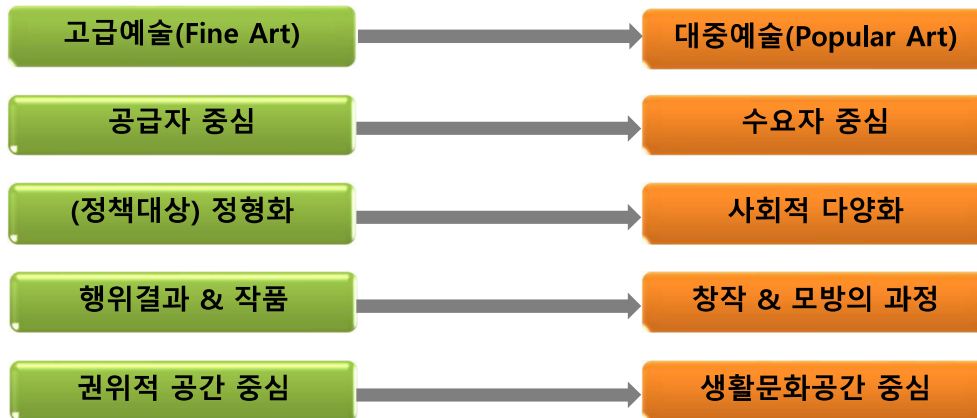 고급예술(Fine Art)
대중예술(Popular Art)
공급자 중심
수요자 중심
(정책대상) 정형화
사회적 다양화
행위결과 & 작품
창작 & 모방의 과정
권위적 공간 중심
생활문화공간 중심